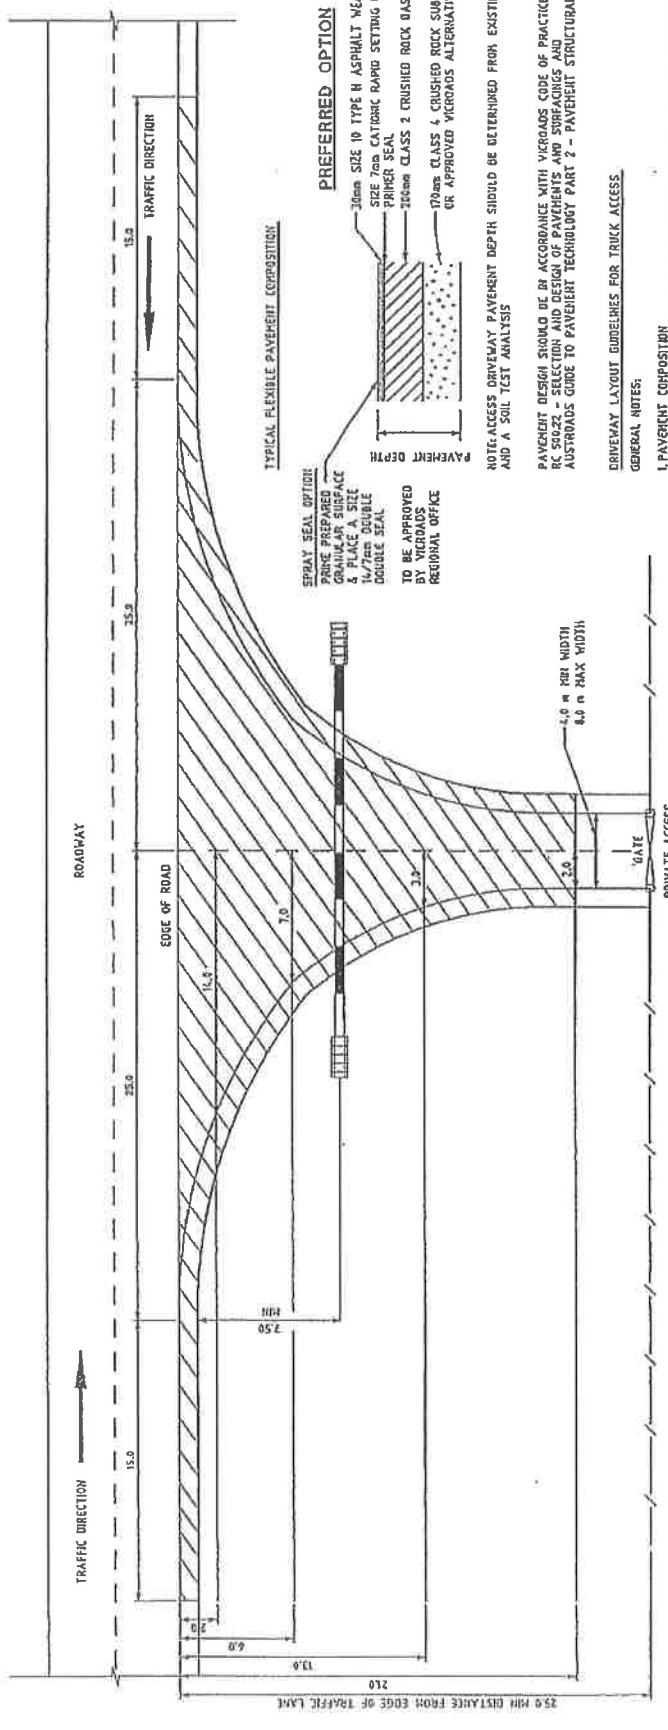 ROADWAY
TRAFFIC DIRECTION
TRAFFIC DIRECTION
EDGE OF ROAD
15.0
25.0
25.0
15.0
14.0
7.0
3.0
2.0
2.0
6.0
13.0
21.0
7.50
MIN
25.0 MIN DISTANCE FROM EDGE OF TRAFFIC LANE
4.0 m MIN WIDTH
8.0 m MAX WIDTH
GATE
PRIVATE ACCESS
TYPICAL FLEXIBLE PAVEMENT COMPOSITION
PREFERRED OPTION
SPRAY SEAL OPTION
PRIME PREPARED
GRANULAR SURFACE
& PLACE A SIZE
14/7mm DOUBLE
DOUBLE SEAL
TO BE APPROVED
BY VICROADS
REGIONAL OFFICE
PAVEMENT DEPTH
30mm SIZE 10 TYPE H ASPHALT
SIZE 7mm CATIONIC RAPID SETTING
PRIMER SEAL
200mm CLASS 2 CRUSHED ROCK
170mm CLASS 4 CRUSHED ROCK
OR APPROVED VICROADS
NOTE: ACCESS DRIVEWAY PAVEMENT DEPTH SHOULD BE DETERMINED FROM
AND A SOIL TEST ANALYSIS
PAVEMENT DESIGN SHOULD BE IN ACCORDANCE WITH VICROADS CODE OF PRACTICE
RC 500.22 - SELECTION AND DESIGN OF PAVEMENTS AND SURFACINGS AND
AUSTROADS GUIDE TO PAVEMENT TECHNOLOGY PART 2 - PAVEMENT
DRIVEWAY LAYOUT GUIDELINES FOR TRUCK ACCESS
GENERAL NOTES:
1. PAVEMENT COMPOSITION